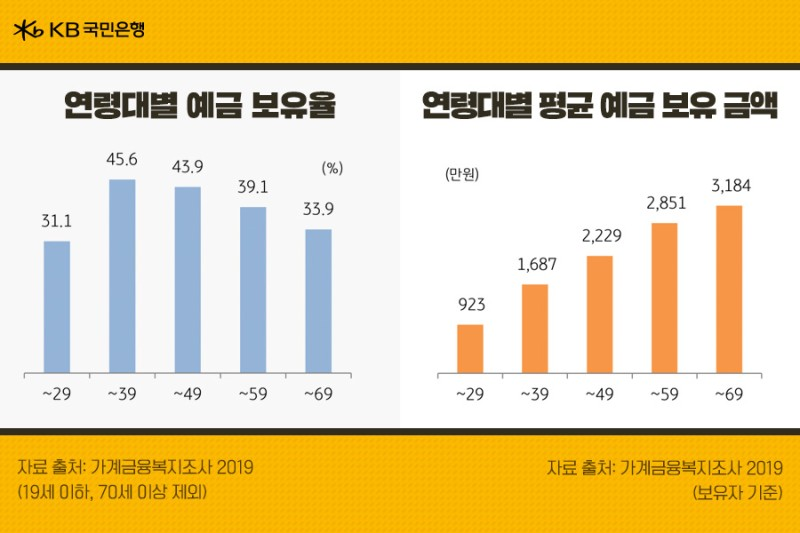 KB 국민은행
연령대별 예금 보유율
(%)
31.1
45.6
43.9
39.1
33.9
~29
~39
~49
~59
~69
연령대별 평균 예금 보유 금액
(만원)
923
1,687
2,229
2,851
3,184
~29
~39
~49
~59
~69
자료 출처: 가계금융복지조사 2019
(19세 이하, 70세 이상 제외)
자료 출처: 가계금융복지조사 2019
(보유자 기준)